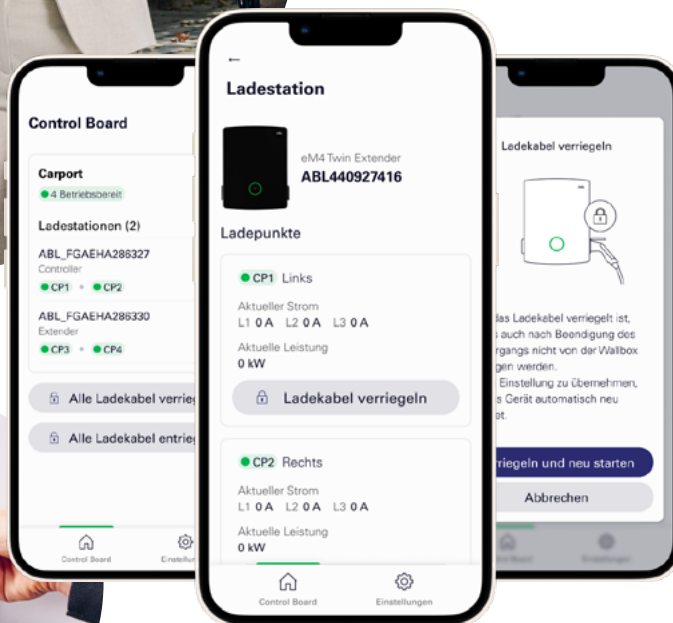 Control Board
Carport
4 Betriebsbereit
Ladestationen (2)
ABL_FGAEHA286327
Controller
CP1 CP2
ABL_FGAEHA286330
Extender
CP3 CP4
Alle Ladekabel verrieg
Alle Ladekabel entrieg
Control Board Einstellun
←
Ladestation
eM4 Twin Extender
ABL440927416
Ladepunkte
CP1 Links
Aktueller Strom
L1 0 A L2 0 A L3 0 A
Aktuelle Leistung
0 kW
Ladekabel verriegeln
CP2 Rechts
Aktueller Strom
L1 0 A L2 0 A L3 0 A
Aktuelle Leistung
0 kW
Control Board Einstellungen
Ladekabel verriegeln
das Ladekabel verriegelt ist,
auch nach Beendigung des
rgangs nicht von der Wallbox
gen werden.
Einstellung zu übernehmen,
s Gerät automatisch neu
et.
rriegeln und neu starten
Abbrechen